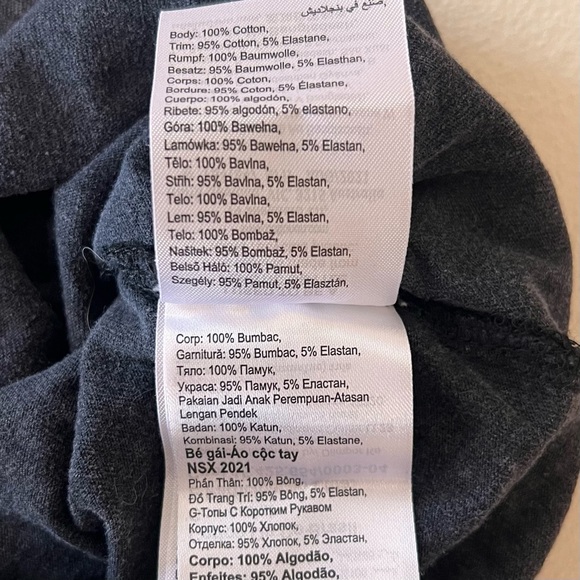 صنع في بنجلاديش,
Body: 100% Cotton,
Trim: 95% Cotton, 5% Elastane,
Rumpf: 100% Baumwolle,
Besatz: 95% Baumwolle, 5% Elasthan,
Corps: 100% Coton,
Bordure: 95% Coton, 5% Élastane,
Cuerpo: 100% algodón,
Ribete: 95% algodón, 5% elastano,
Góra: 100% Bawełna,
Lamówka: 95% Bawełna, 5% Elastan,
Tělo: 100% Bavlna,
Střih: 95% Bavlna, 5% Elastan,
Telo: 100% Bavlna,
Lem: 95% Bavlna, 5% Elastan,
Telo: 100% Bombaž,
Našitek: 95% Bombaž, 5% Elastan,
Belső Háló: 100% Pamut,
Szegély: 95% Pamut, 5% Elasztán,
Corp: 100% Bumbac,
Garnitură: 95% Bumbac, 5% Elastan,
Тяло: 100% Памук,
Украса: 95% Памук, 5% Еластан,
Pakaian Jadi Anak Perempuan-Atasan
Lengan Pendek
Badan: 100% Katun,
Kombinasi: 95% Katun, 5% Elastane,
Bé gái-Áo cộc tay
NSX 2021
Phần Thân: 100% Bông,
Đồ Trang Trí: 95% Bông, 5% Elastan,
G-Топы С Коротким Рукавом
Корпус: 100% Хлопок,
Отделка: 95% Хлопок, 5% Эластан,
Corpo: 100% Algodão,
Enfeites: 95% Algodão,